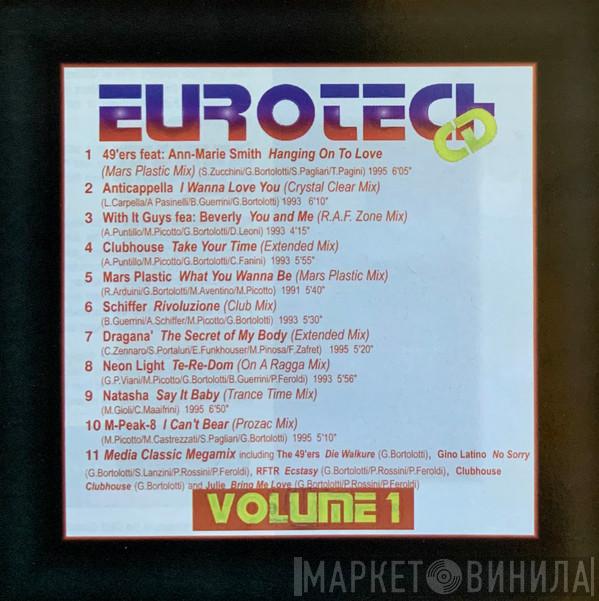 EUROTECH
CD
1 49'ers feat: Ann-Marie Smith Hanging On To Love
(Mars Plastic Mix) (S.Zucchini/G.Bortolotti/S.Pagliari/T.Pagini) 1995 6'05"
2 Anticappella I Wanna Love You (Crystal Clear Mix)
(L.Carpella/A Pasinelli/B.Guerrini/G.Bortolotti) 1993 6'10"
3 With It Guys fea: Beverly You and Me (R.A.F. Zone Mix)
(A.Puntillo/M.Picotto/G.Bortolotti/D.Leoni) 1993 4'15"
4 Clubhouse Take Your Time (Extended Mix)
(A.Puntillo/M.Picotto/G.Bortolotti/C.Fanini) 1993 5'55"
5 Mars Plastic What You Wanna Be (Mars Plastic Mix)
(R.Arduini/G.Bortolotti/M.Aventino/M.Picotto) 1991 5'40"
6 Schiffer Rivoluzione (Club Mix)
(B.Guerrini/A.Schiffer/M.Picotto/G.Bortolotti) 1993 5'30"
7 Dragana' The Secret of My Body (Extended Mix)
(C.Zennaro/S.Portaluri/E.Funkhouser/M.Pinosa/F.Zafret) 1995 5'20"
8 Neon Light Te-Re-Dom (On A Ragga Mix)
(G.P.Viani/M.Picotto/G.Bortolotti/B.Guerrini/P.Feroldi) 1993 5'56"
9 Natasha Say It Baby (Trance Time Mix)
(M.Gioli/C.Maaifrini) 1995 6'50"
10 M-Peak-8 I Can't Bear (Prozac Mix)
(M.Picotto/M.Castrezzati/S.Pagliari/G.Bortolotti) 1995 5'10"
11 Media Classic Megamix including The 49'ers Die Walkure (G.Bortolotti), Gino Latino No Sorry
(G.Bortolotti/S.Lanzini/P.Rossini/P.Feroldi), RFTR Ecstasy (G.Bortolotti/P.Rossini/P.Feroldi), Clubhouse
Clubhouse (G.Bortolotti) and Julie Bring Me Love (G.Bortolotti/P.Rossini/P.Feroldi)
VOLUME 1
МАРКЕТ ВИНИЛА